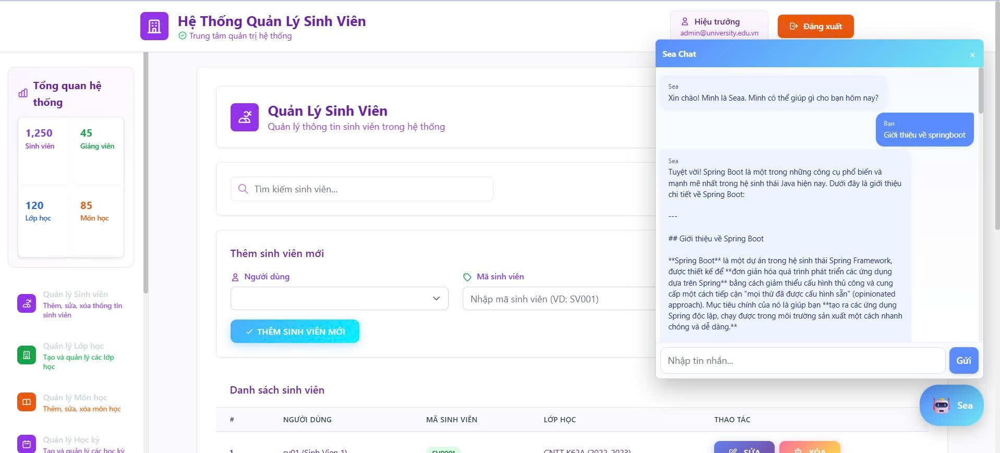 Hệ Thống Quản Lý Sinh Viên
Trung tâm quản trị hệ thống
Hiệu trưởng
admin@university.edu.vn
Đăng xuất
Tổng quan hệ
thống
1,250
Sinh viên
45
Giảng viên
120
Lớp học
85
Môn học
Quản lý Sinh viên
Thêm, sửa, xóa thông tin
sinh viên
Quản lý Lớp học
Tạo và quản lý các lớp
học
Quản lý Môn học
Thêm, sửa, xóa môn học
Quản lý Học kỳ
Tạo và quản lý các học kỳ
Quản Lý Sinh Viên
Quản lý thông tin sinh viên trong hệ thống
Tìm kiếm sinh viên...
Thêm sinh viên mới
Người dùng
Mã sinh viên
Nhập mã sinh viên (VD: SV001)
THÊM SINH VIÊN MỚI
Danh sách sinh viên
# NGƯỜI DÙNG MÃ SINH VIÊN LỚP HỌC THAO TÁC
1 sv01 (Sinh Vien 1) SV0001 CNTT K62A (2022-2023) SỬA XÓA
Sea Chat
×
Sea
Xin chào! Mình là Seaa. Mình có thể giúp gì cho bạn hôm nay?
Bạn
Giời thiệu về springboot
Sea
Tuyệt vời! Spring Boot là một trong những công cụ phổ biến và
mạnh mẽ nhất trong hệ sinh thái Java hiện nay. Dưới đây là giới thiệu
chi tiết về Spring Boot:
---
## Giới thiệu về Spring Boot
**Spring Boot** là một dự án trong hệ sinh thái Spring Framework,
được thiết kế để **đơn giản hóa quá trình phát triển các ứng dụng
dựa trên Spring** bằng cách giảm thiểu cấu hình thủ công và cung
cấp một cách tiếp cận "mọi thứ đã được cấu hình sẵn" (opinionated
approach). Mục tiêu chính của nó là giúp bạn **tạo ra các ứng dụng
Spring độc lập, chạy được trong môi trường sản xuất một cách nhanh
chóng và dễ dàng.**
Nhập tin nhắn...
Gửi
Sea